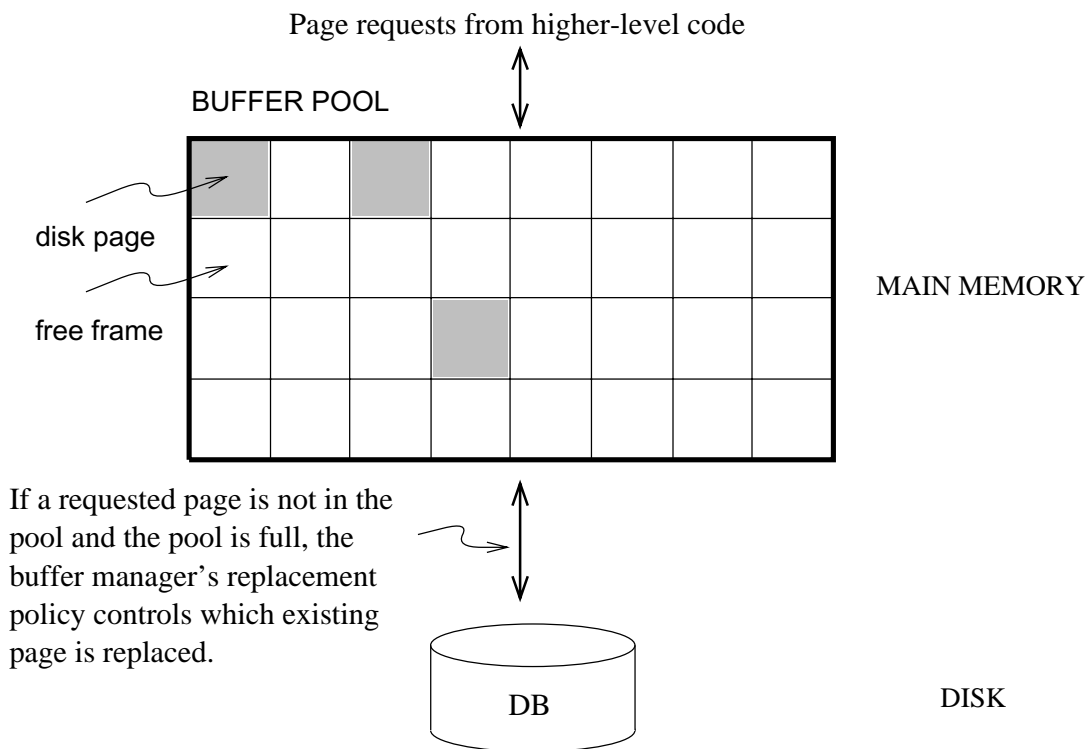 Page requests from higher-level code
BUFFER POOL
disk page
free frame
MAIN MEMORY
If a requested page is not in the
pool and the pool is full, the
buffer manager’s replacement
policy controls which existing
page is replaced.
DB
DISK